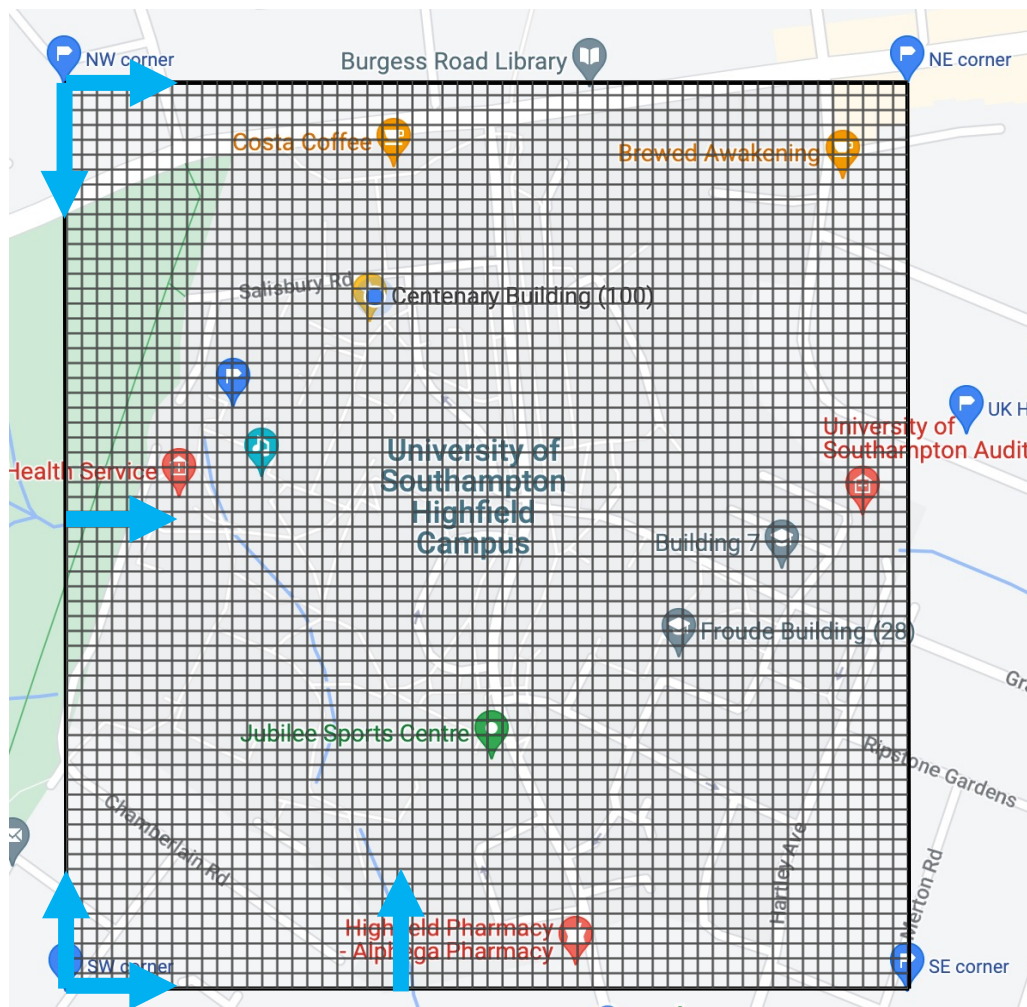 NW corner
Burgess Road Library
NE corner
Costa Coffee
Brewed Awakening
Salisbury Rd
Centenary Building (100)
UK H
University of
Southampton Audit
University of
Southampton
Highfield
Campus
Health Service
Building 7
Froude Building (28)
Gra
Jubilee Sports Centre
Ripstone Gardens
Chamberlain Rd
Hartley Ave
Merton Rd
Highfield Pharmacy
- Alphega Pharmacy
SW corner
SE corner